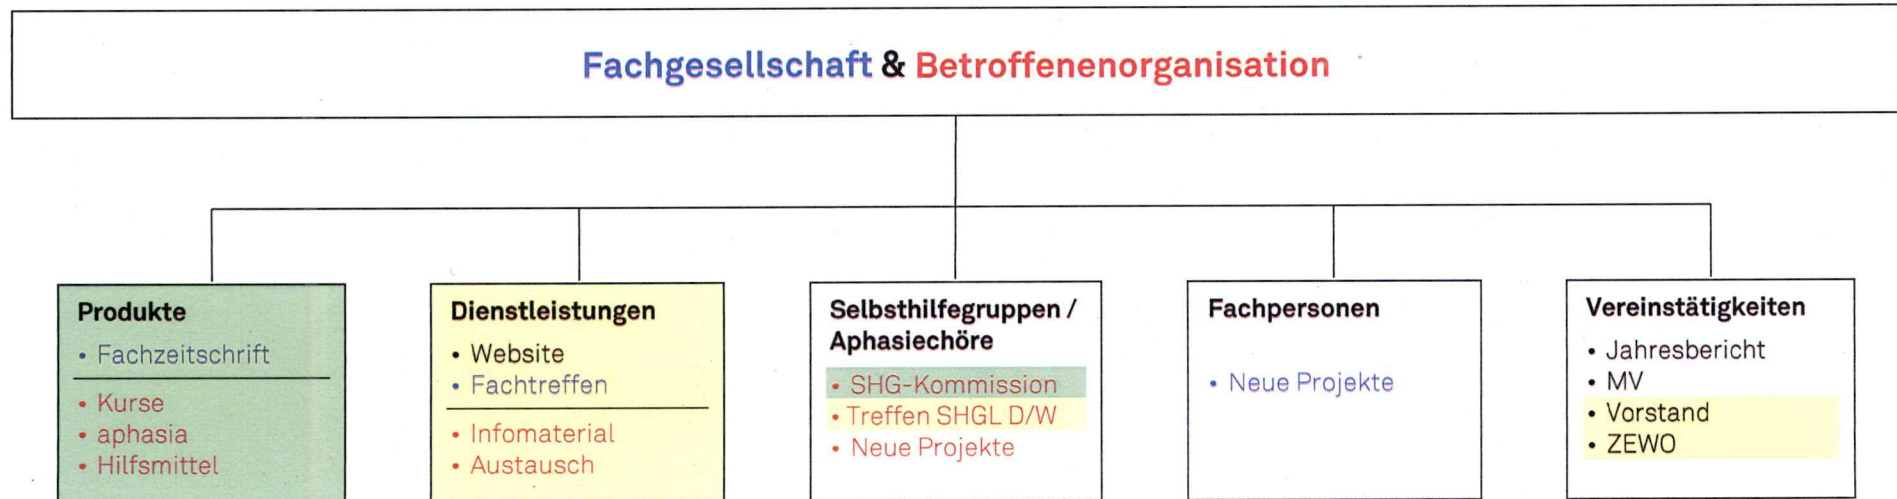 Fachgesellschaft & Betroffenenorganisation
Produkte
• Fachzeitschrift
• Kurse
• aphasia
• Hilfsmittel
Dienstleistungen
• Website
• Fachtreffen
• Infomaterial
• Austausch
Selbsthilfegruppen /
Aphasiechöre
• SHG-Kommission
• Treffen SHGL D/W
• Neue Projekte
Fachpersonen
• Neue Projekte
Vereinstätigkeiten
• Jahresbericht
• MV
• Vorstand
• ZEWO